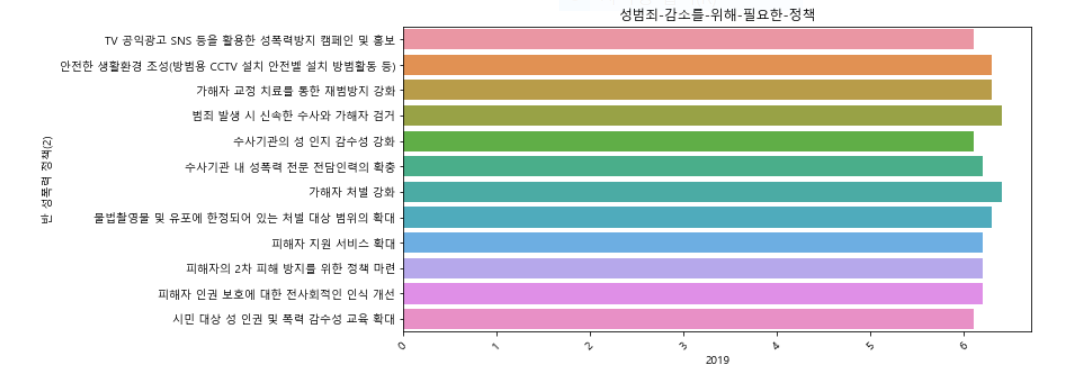 성범죄-감소를-위해-필요한-정책
TV 공익광고 SNS 등을 활용한 성폭력방지 캠페인 및 홍보
안전한 생활환경 조성(방범용 CCTV 설치 안전벨 설치 방범활동 등)
가해자 교정 치료를 통한 재범방지 강화
범죄 발생 시 신속한 수사와 가해자 검거
수사기관의 성 인지 감수성 강화
수사기관 내 성폭력 전문 전담인력의 확충
가해자 처벌 강화
불법촬영물 및 유포에 한정되어 있는 처벌 대상 범위의 확대
피해자 지원 서비스 확대
피해자의 2차 피해 방지를 위한 정책 마련
피해자 인권 보호에 대한 전사회적인 인식 개선
시민 대상 성 인권 및 폭력 감수성 교육 확대
반 성폭력 정책(2)
0 1 2 3 4 5 6
2019